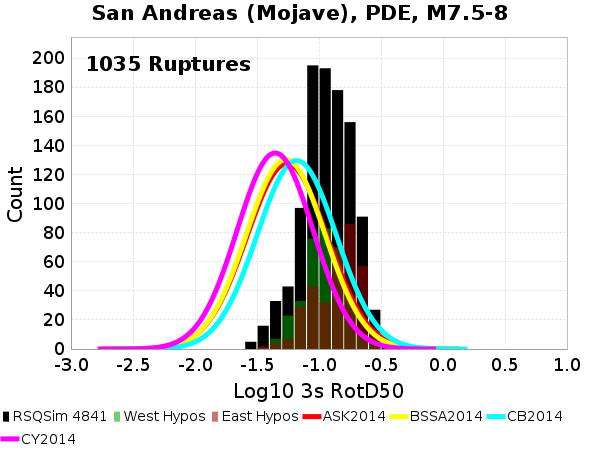 San Andreas (Mojave), PDE, M7.5-8
1035 Ruptures
Count
200
180
160
140
120
100
80
60
40
20
0
-3.0 -2.5 -2.0 -1.5 -1.0 -0.5 0.0 0.5 1.0
Log10 3s RotD50
RSQSim 4841 West Hypos East Hypos ASK2014 BSSA2014 CB2014
CY2014